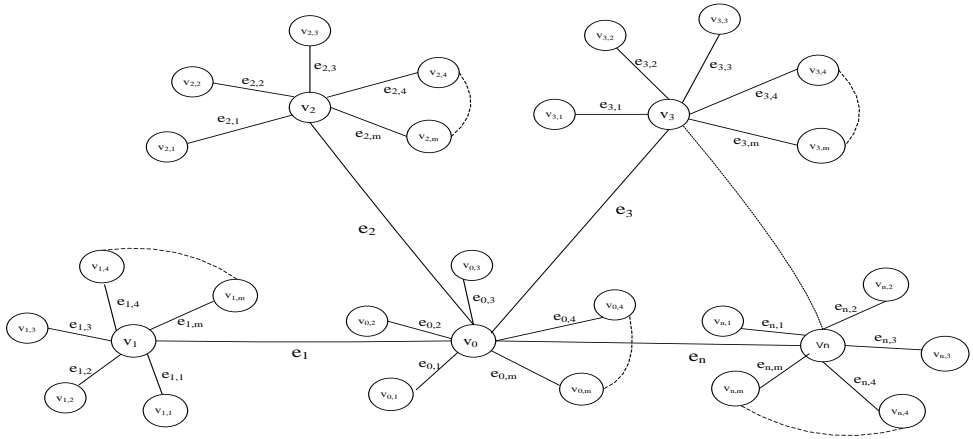 v2,3
v3,3
v3,2
e2,3
e3,2
e3,3
v2,2
e2,2
v2,4
v3,4
e2,4
e3,4
v2
v3,1
e3,1
v3
e2,1
e2,m
v2,m
e3,m
v3,m
v2,1
e3
e2
v1,4
v0,3
v1,m
vn,2
e1,4
e0,3
v0,4
en,2
v1,3
e1,3
e1,m
v0,2
e0,2
e0,4
vn,1
en,1
v1
v0
vn
en,3
vn,3
e1
en
e1,2
e1,1
e0,1
e0,m
en,m
en,4
v1,2
v0,1
v0,m
vn,m
v1,1
vn,4